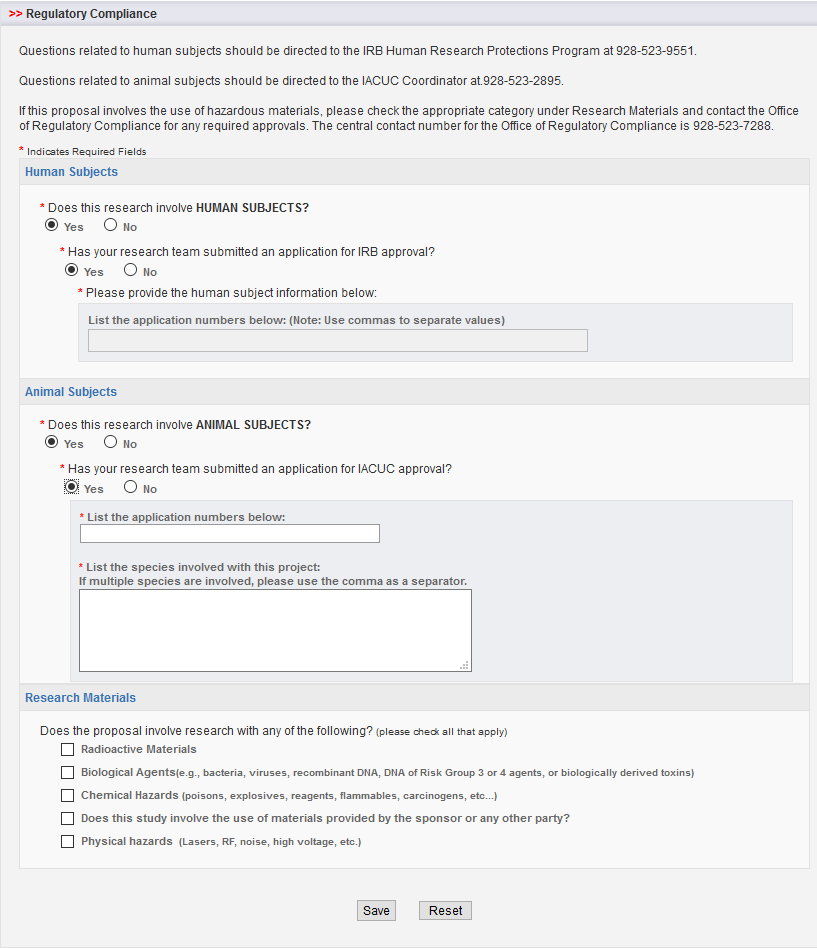 >> Regulatory Compliance
Questions related to human subjects should be directed to the IRB Human Research Protections Program at 928-523-9551.
Questions related to animal subjects should be directed to the IACUC Coordinator at.928-523-2895.
If this proposal involves the use of hazardous materials, please check the appropriate category under Research Materials and contact the Office
of Regulatory Compliance for any required approvals. The central contact number for the Office of Regulatory Compliance is 928-523-7288.
* Indicates Required Fields
Human Subjects
* Does this research involve HUMAN SUBJECTS?
Yes No
* Has your research team submitted an application for IRB approval?
Yes No
* Please provide the human subject information below:
List the application numbers below: (Note: Use commas to separate values)
Animal Subjects
* Does this research involve ANIMAL SUBJECTS?
Yes No
* Has your research team submitted an application for IACUC approval?
Yes No
* List the application numbers below:
* List the species involved with this project:
If multiple species are involved, please use the comma as a separator.
Research Materials
Does the proposal involve research with any of the following? (please check all that apply)
Radioactive Materials
Biological Agents(e.g., bacteria, viruses, recombinant DNA, DNA of Risk Group 3 or 4 agents, or biologically derived toxins)
Chemical Hazards (poisons, explosives, reagents, flammables, carcinogens, etc...)
Does this study involve the use of materials provided by the sponsor or any other party?
Physical hazards (Lasers, RF, noise, high voltage, etc.)
Save Reset